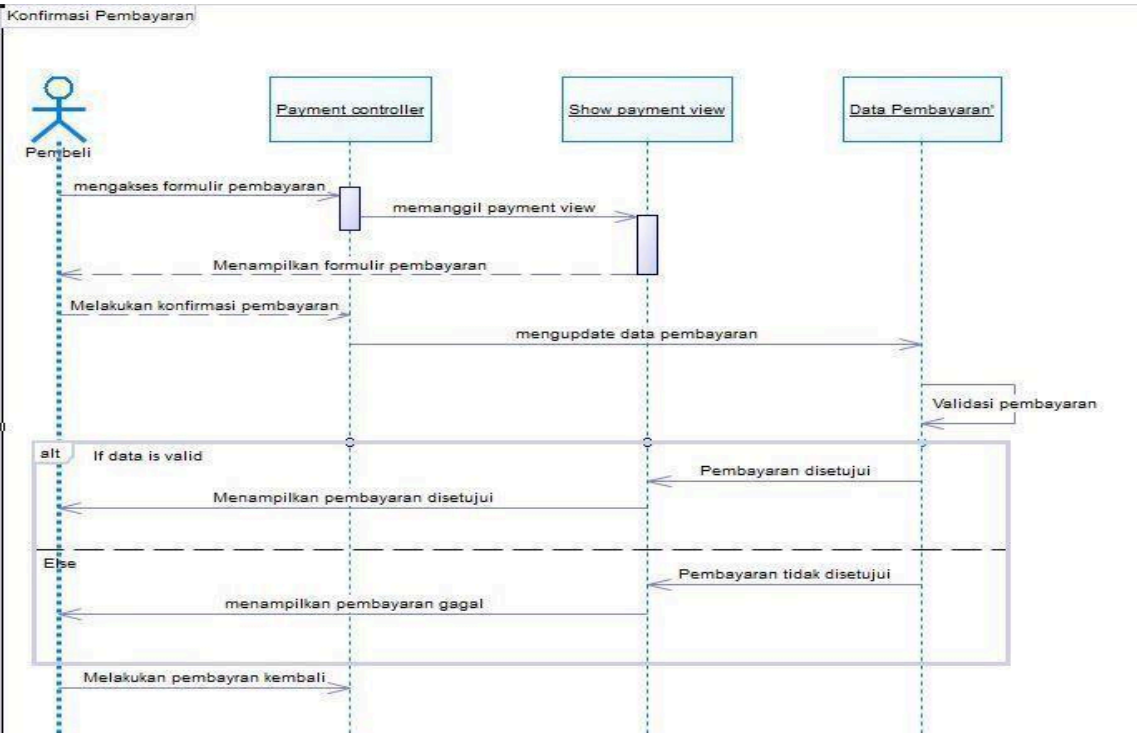 Konfirmasi Pembayaran
Payment controller
Show payment view
Data Pembayaran'
Pembeli
mengakses formulir pembayaran
memanggil payment view
Menampilkan formulir pembayaran
Melakukan konfirmasi pembayaran
mengupdate data pembayaran
Validasi pembayaran
alt
If data is valid
Pembayaran disetujui
Menampilkan pembayaran disetujui
Else
Pembayaran tidak disetujui
menampilkan pembayaran gagal
Melakukan pembayran kembali